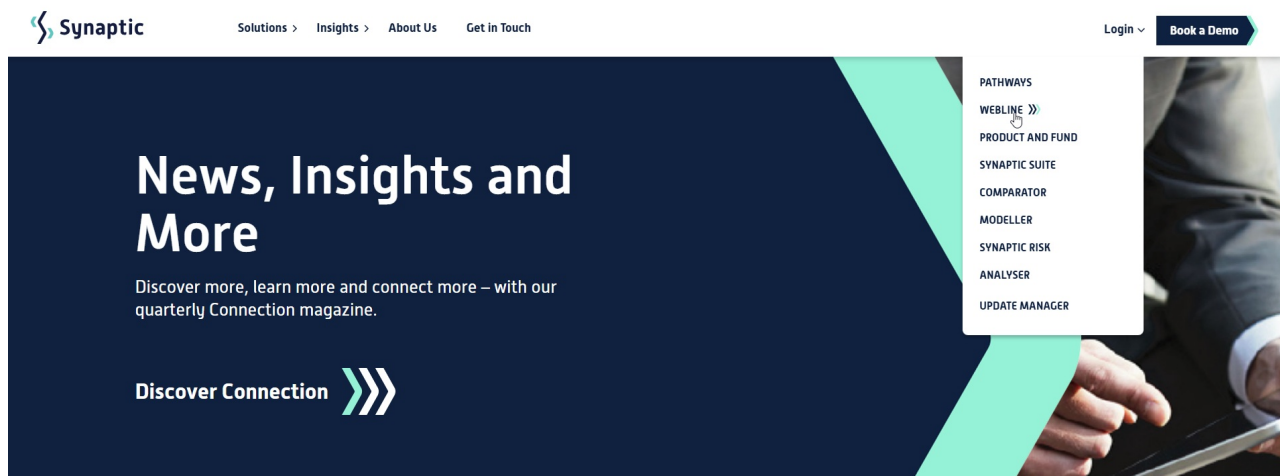 Synaptic
Solutions >
Insights >
About Us
Get in Touch
Login
Book a Demo
PATHWAYS
WEBLINE
PRODUCT AND FUND
SYNAPTIC SUITE
COMPARATOR
MODELLER
SYNAPTIC RISK
ANALYSER
UPDATE MANAGER
News, Insights and
More
Discover more, learn more and connect more – with our
quarterly Connection magazine.
Discover Connection